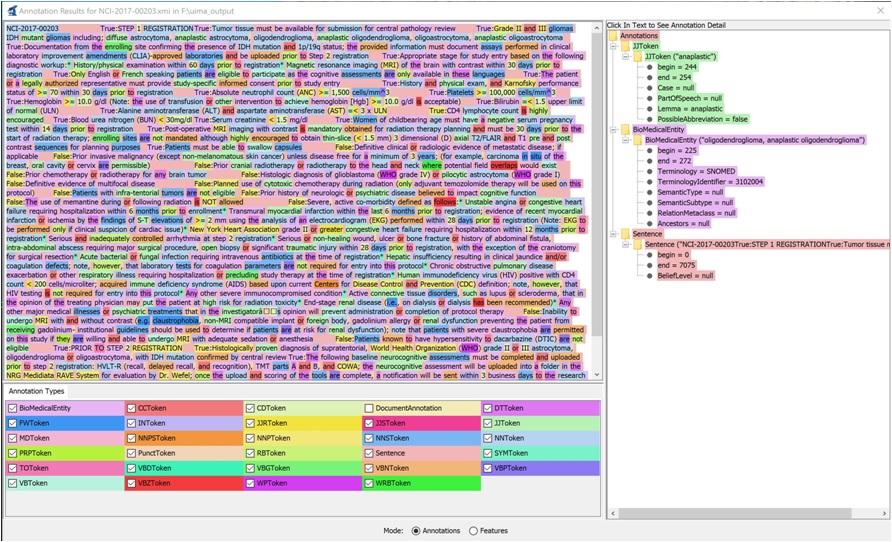 Annotation Results for NCI-2017-00203.xmi in F:\uima_output
NCI-2017-00203 True:STEP 1 REGISTRATIONTrue:Tumor tissue must be available for submission for central pathology review True:Grade II and III gliomas
IDH mutant gliomas including; diffuse astrocytoma, anaplastic astrocytoma, oligodendroglioma, anaplastic oligodendroglioma, oligoastrocytoma, anaplastic oligoastrocytoma
True:Documentation from the enrolling site confirming the presence of IDH mutation and 1p/19q status; the provided information must document assays performed in clinical
laboratory improvement amendments (CLIA)-approved laboratories and be uploaded prior to Step 2 registration True:Appropriate stage for study entry based on the following
diagnostic workup:* History/physical examination within 60 days prior to registration* Magnetic resonance imaging (MRI) of the brain with contrast within 30 days prior to
registration True:Only English or French speaking patients are eligible to participate as the cognitive assessments are only available in these languages True:The patient
or a legally authorized representative must provide study-specific informed consent prior to study entry True:History and physical exam, and Karnofsky performance
status of >= 70 within 30 days prior to registration True:Absolute neutrophil count (ANC) >= 1,500 cells/mm^3 True:Platelets >= 100,000 cells/mm^3
True:Hemoglobin >= 10.0 g/dl (Note: the use of transfusion or other intervention to achieve hemoglobin [Hgb] >= 10.0 g/dl is acceptable) True:Bilirubin =< 1.5 upper limit
of normal (ULN) True:Alanine aminotransferase (ALT) and aspartate aminotransferase (AST) =< 3 x ULN True:CD4 lymphocyte count is highly
encouraged True:Blood urea nitrogen (BUN) < 30mg/dl True:Serum creatinine =< 1.5 mg/dl True:Women of childbearing age must have a negative serum pregnancy
test within 14 days prior to registration True:Post-operative MRI imaging with contrast is mandatory obtained for radiation therapy planning and must be 30 days prior to the
start of radiation therapy; enrolling sites are not mandated although highly encouraged to obtain thin-slice (< 1.5 mm) 3 dimensional (D) axial T2/FLAIR and T1 pre and post
contrast sequences for planning purposes True:Patients must be able to swallow capsules False:Definitive clinical or radiologic evidence of metastatic disease; if
applicable False:Prior invasive malignancy (except non-melanomatous skin cancer) unless disease free for a minimum of 3 years; (for example, carcinoma in situ of the
breast, oral cavity or cervix are permissible) False:Prior cranial radiotherapy or radiotherapy to the head and neck where potential field overlaps would exist
False:Prior chemotherapy or radiotherapy for any brain tumor False:Histologic diagnosis of glioblastoma (WHO grade IV) or pilocytic astrocytoma (WHO grade I)
False:Definitive evidence of multifocal disease False:Planned use of cytotoxic chemotherapy during radiation (only adjuvant temozolomide therapy will be used on this
protocol) False:Patients with infra-tentorial tumors are not eligible False:Prior history of neurologic or psychiatric disease believed to impact cognitive function
False:The use of memantine during or following radiation is NOT allowed False:Severe, active co-morbidity defined as follows:* Unstable angina or congestive heart
failure requiring hospitalization within 6 months prior to enrollment* Transmural myocardial infarction within the last 6 months prior to registration; evidence of recent myocardial
infarction or ischemia by the findings of S-T elevations of >= 2 mm using the analysis of an electrocardiogram (EKG) performed within 28 days prior to registration (Note: EKG to
be performed only if clinical suspicion of cardiac issue)* New York Heart Association grade II or greater congestive heart failure requiring hospitalization within 12 months prior to
registration* Serious and inadequately controlled arrhythmia at step 2 registration* Serious or non-healing wound, ulcer or bone fracture or history of abdominal fistula,
intra-abdominal abscess requiring major surgical procedure, open biopsy or significant traumatic injury within 28 days prior to registration, with the exception of the craniotomy
for surgical resection* Acute bacterial or fungal infection requiring intravenous antibiotics at the time of registration* Hepatic insufficiency resulting in clinical jaundice and/or
coagulation defects; note, however, that laboratory tests for coagulation parameters are not required for entry into this protocol* Chronic obstructive pulmonary disease
exacerbation or other respiratory illness requiring hospitalization or precluding study therapy at the time of registration* Human immunodeficiency virus (HIV) positive with CD4
count < 200 cells/microliter; acquired immune deficiency syndrome (AIDS) based upon current Centers for Disease Control and Prevention (CDC) definition; note, however, that
HIV testing is not required for entry into this protocol* Any other severe immunocompromised condition* Active connective tissue disorders, such as lupus or scleroderma, that in
the opinion of the treating physician may put the patient at high risk for radiation toxicity* End-stage renal disease (i.e., on dialysis or dialysis has been recommended)* Any
other major medical illnesses or psychiatric treatments that in the investigator's opinion will prevent administration or completion of protocol therapy False:Inability to
undergo MRI with and without contrast (e.g. claustrophobia, non-MRI compatible implant or foreign body, gadolinium allergy or renal dysfunction preventing the patient from
receiving gadolinium- institutional guidelines should be used to determine if patients are at risk for renal dysfunction); note that patients with severe claustrophobia are permitted
on this study if they are willing and able to undergo MRI with adequate sedation or anesthesia False:Patients known to have hypersensitivity to dacarbazine (DTIC) are not
eligible True:PRIOR TO STEP 2 REGISTRATION True:Histologically proven diagnosis of supratentorial, World Health Organization (WHO) grade II or III astrocytoma,
oligodendroglioma or oligoastrocytoma, with IDH mutation confirmed by central review True:The following baseline neurocognitive assessments must be completed and uploaded
prior to step 2 registration: HVLT-R (recall, delayed recall, and recognition), TMT parts A and B, and COWA; the neurocognitive assessment will be uploaded into a folder in the
NRG Medidata RAVE System for evaluation by Dr. Wefel; once the upload and scoring of the tools are complete, a notification will be sent within 3 business days to the research
Click In Text to See Annotation Detail
Annotations
JJToken
JJToken ("anaplastic")
begin = 244
end = 254
Case = null
PartOfSpeech = null
Lemma = anaplastic
PossibleAbbreviation = false
BioMedicalEntity
BioMedicalEntity ("oligodendroglioma, anaplastic oligodendroglioma")
begin = 225
end = 272
Terminology = SNOMED
TerminologyIdentifier = 3102004
SemanticType = null
SemanticSubtype = null
RelationMetaclass = null
Ancestors = null
Sentence
Sentence ("NCI-2017-00203True:STEP 1 REGISTRATIONTrue:Tumor tissue m
begin = 0
end = 7075
BeliefLevel = null
Annotation Types
BioMedicalEntity CCToken CDToken DocumentAnnotation DTToken
FWToken INToken JJRToken JJSToken JJToken
MDToken NNPSToken NNPToken NNSToken NNToken
PRPToken PunctToken RBToken Sentence SYMToken
TOToken VBDToken VBGToken VBNToken VBPToken
VBToken VBZToken WPToken WRBToken
Mode: Annotations Features